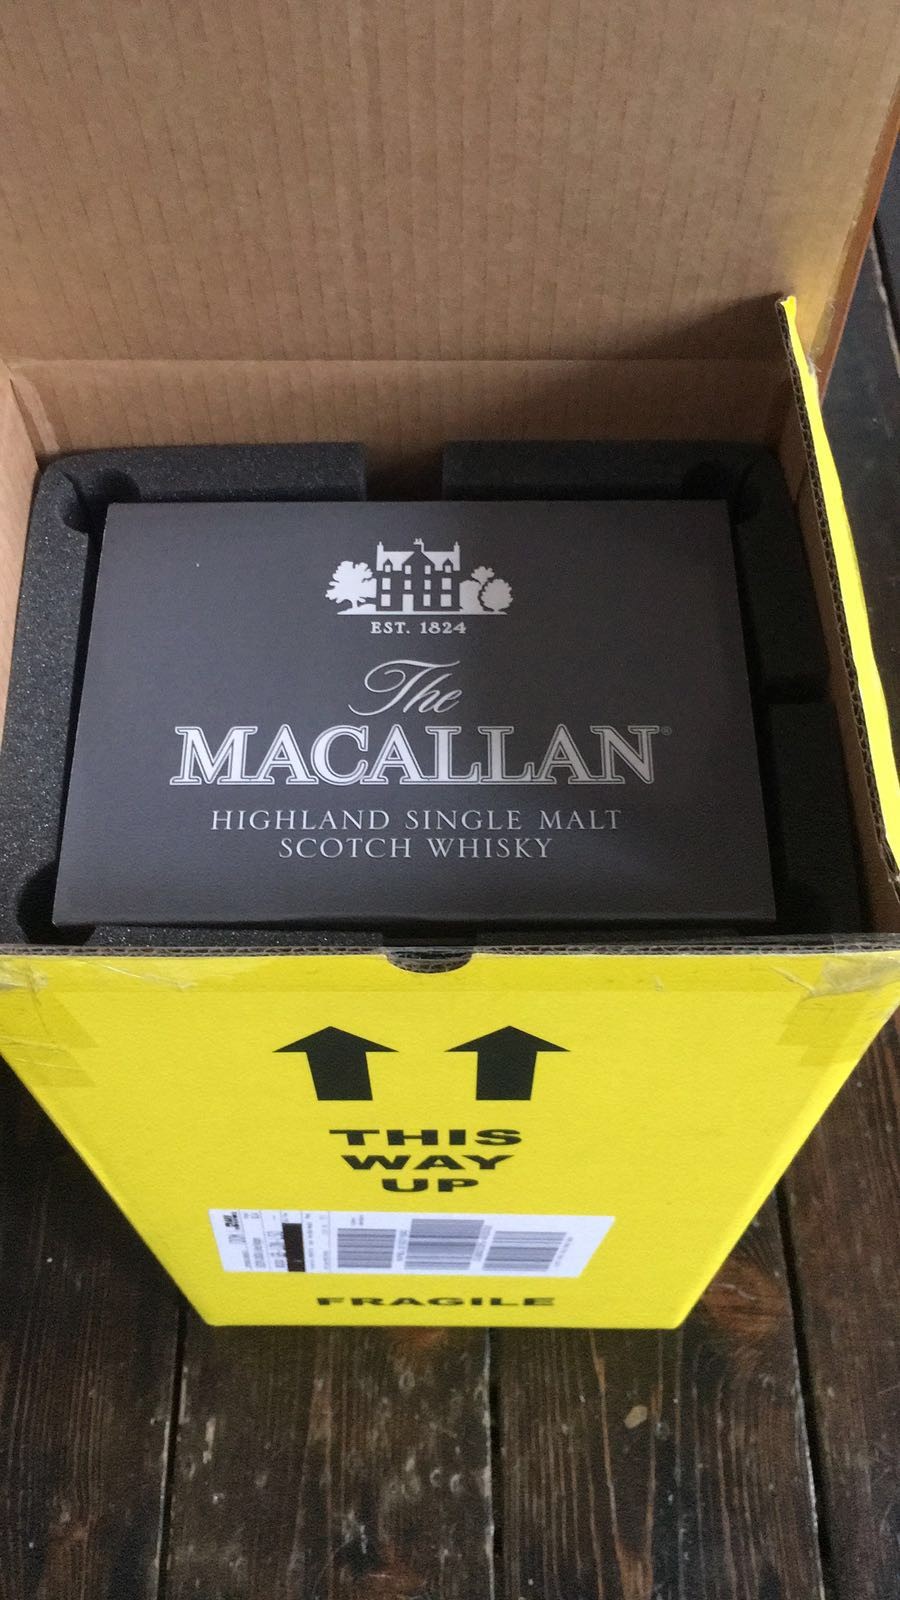 EST. 1824
The
MACALLAN®
HIGHLAND SINGLE MALT
SCOTCH WHISKY
THIS
WAY
UP
FRAGILE